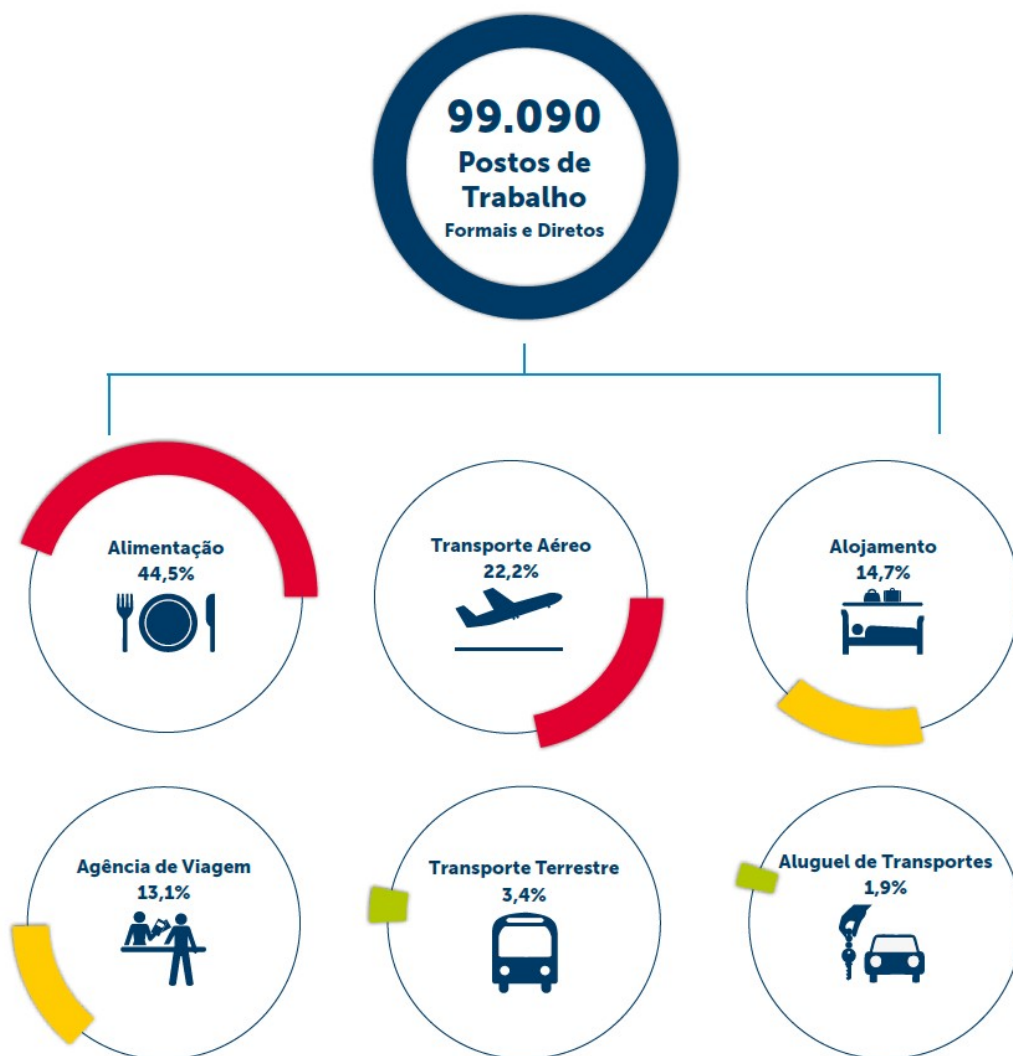 99.090
Postos de
Trabalho
Formais e Diretos
Alimentação
44,5%
Transporte Aéreo
22,2%
Alojamento
14,7%
Agência de Viagem
13,1%
Transporte Terrestre
3,4%
Aluguel de Transportes
1,9%